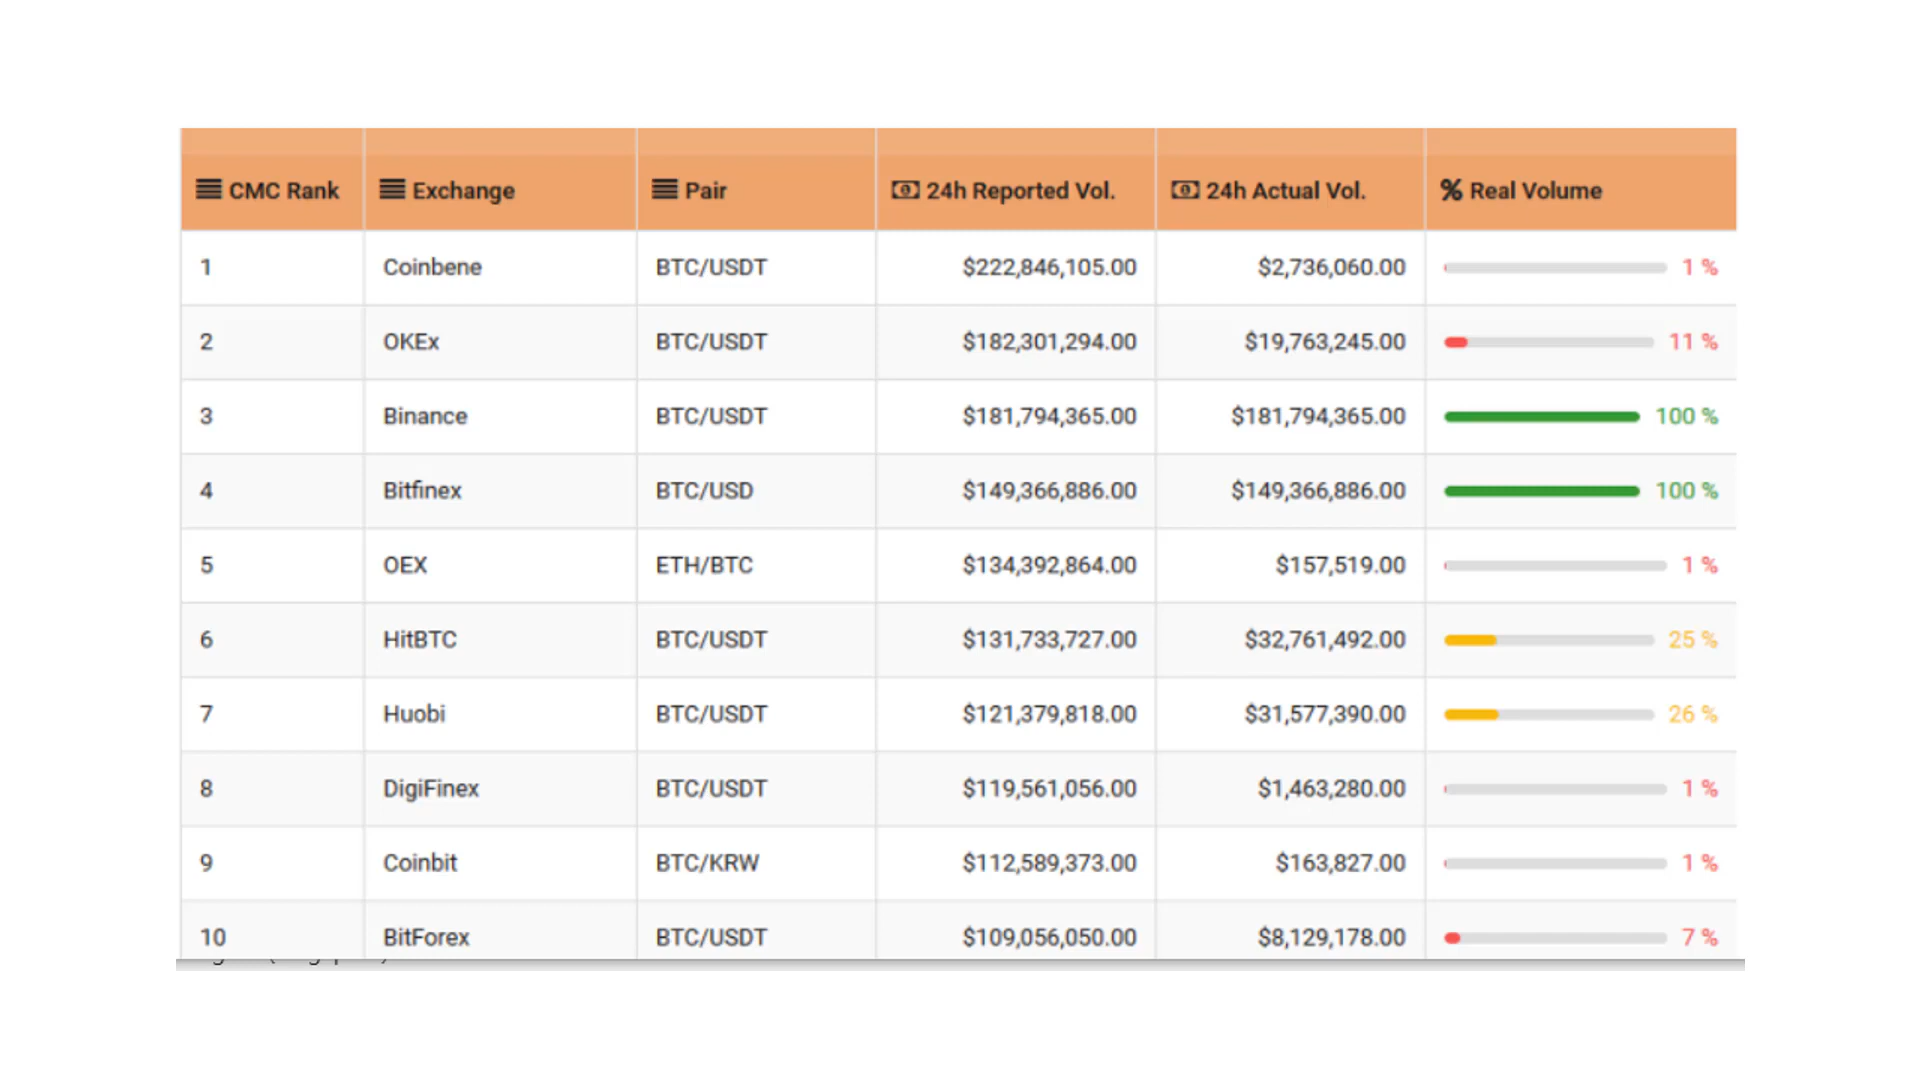 CMC Rank Exchange Pair 24h Reported Vol. 24h Actual Vol. % Real Volume
1 Coinbene BTC/USDT $222,846,105.00 $2,736,060.00 1 %
2 OKEx BTC/USDT $182,301,294.00 $19,763,245.00 11 %
3 Binance BTC/USDT $181,794,365.00 $181,794,365.00 100 %
4 Bitfinex BTC/USD $149,366,886.00 $149,366,886.00 100 %
5 OEX ETH/BTC $134,392,864.00 $157,519.00 1 %
6 HitBTC BTC/USDT $131,733,727.00 $32,761,492.00 25 %
7 Huobi BTC/USDT $121,379,818.00 $31,577,390.00 26 %
8 DigiFinex BTC/USDT $119,561,056.00 $1,463,280.00 1 %
9 Coinbit BTC/KRW $112,589,373.00 $163,827.00 1 %
10 BitForex BTC/USDT $109,056,050.00 $8,129,178.00 7 %